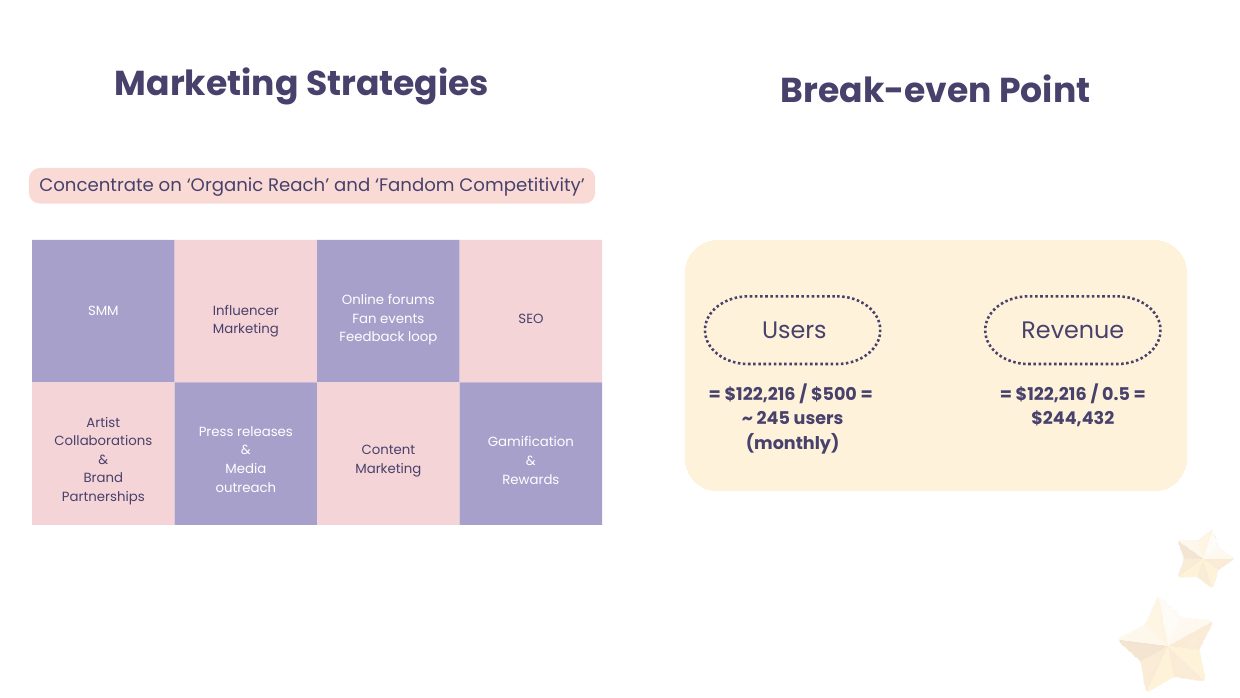 Marketing Strategies
Concentrate on ‘Organic Reach’ and ‘Fandom Competitivity’
SMM
Influencer
Marketing
Online forums
Fan events
Feedback loop
SEO
Artist
Collaborations
&
Brand
Partnerships
Press releases
&
Media
outreach
Content
Marketing
Gamification
&
Rewards
Break-even Point
Users
= $122,216 / $500 =
~ 245 users
(monthly)
Revenue
= $122,216 / 0.5 =
$244,432